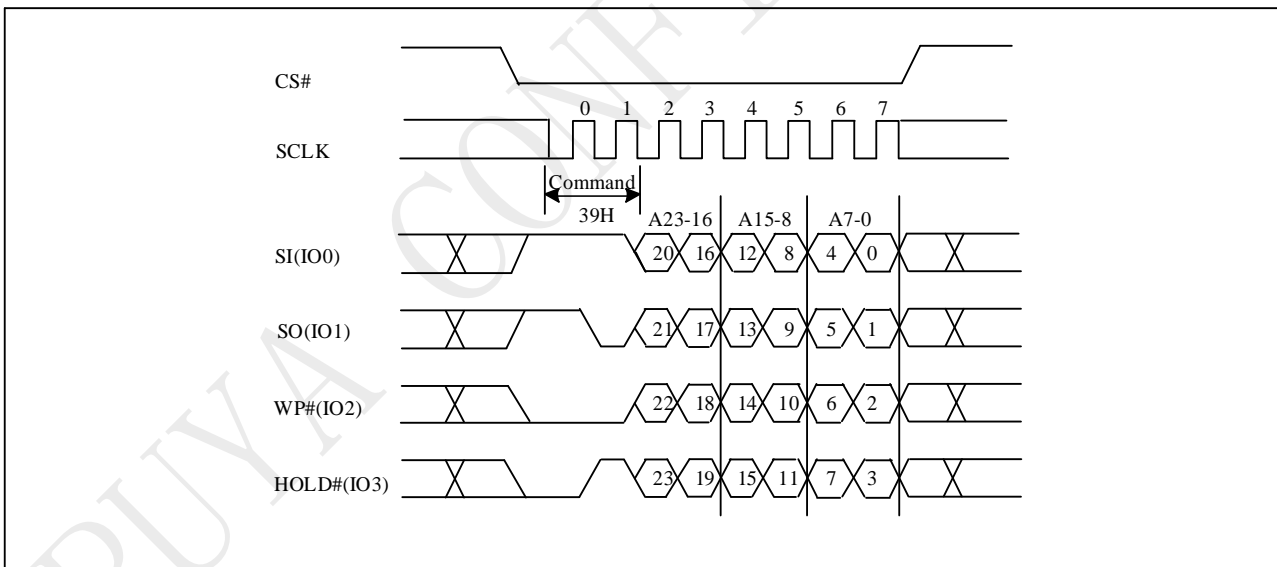 PUYA CONF
CS#
0 1 2 3 4 5 6 7
SCLK
Command
39H
A23-16 A15-8 A7-0
SI(IO0) 20 16 12 8 4 0
SO(IO1) 21 17 13 9 5 1
WP#(IO2) 22 18 14 10 6 2
HOLD#(IO3) 23 19 15 11 7 3